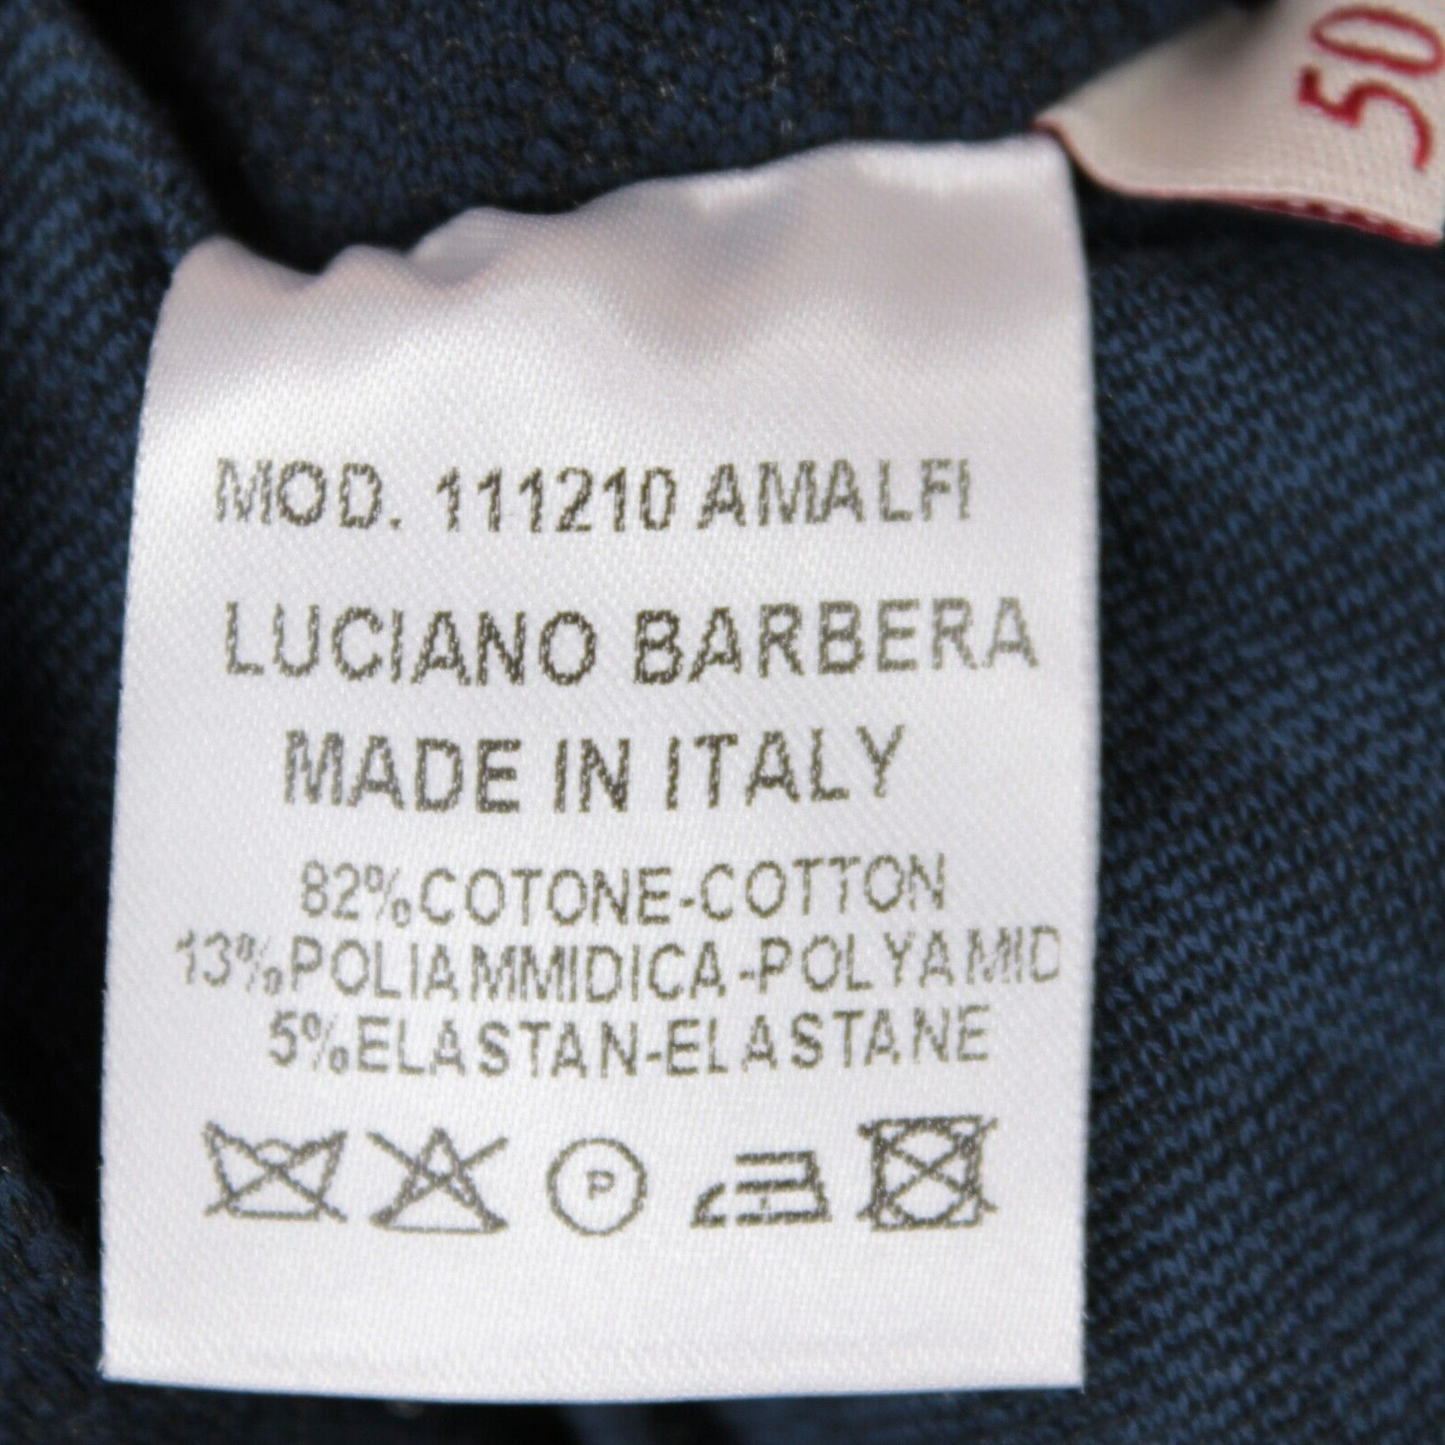 50
MOD. 111210 AMALFI
LUCIANO BARBERA
MADE IN ITALY
82%COTONE-COTTON
13%POLIAMMIDICA-POLYAMID
5%ELASTAN-ELASTANE
P